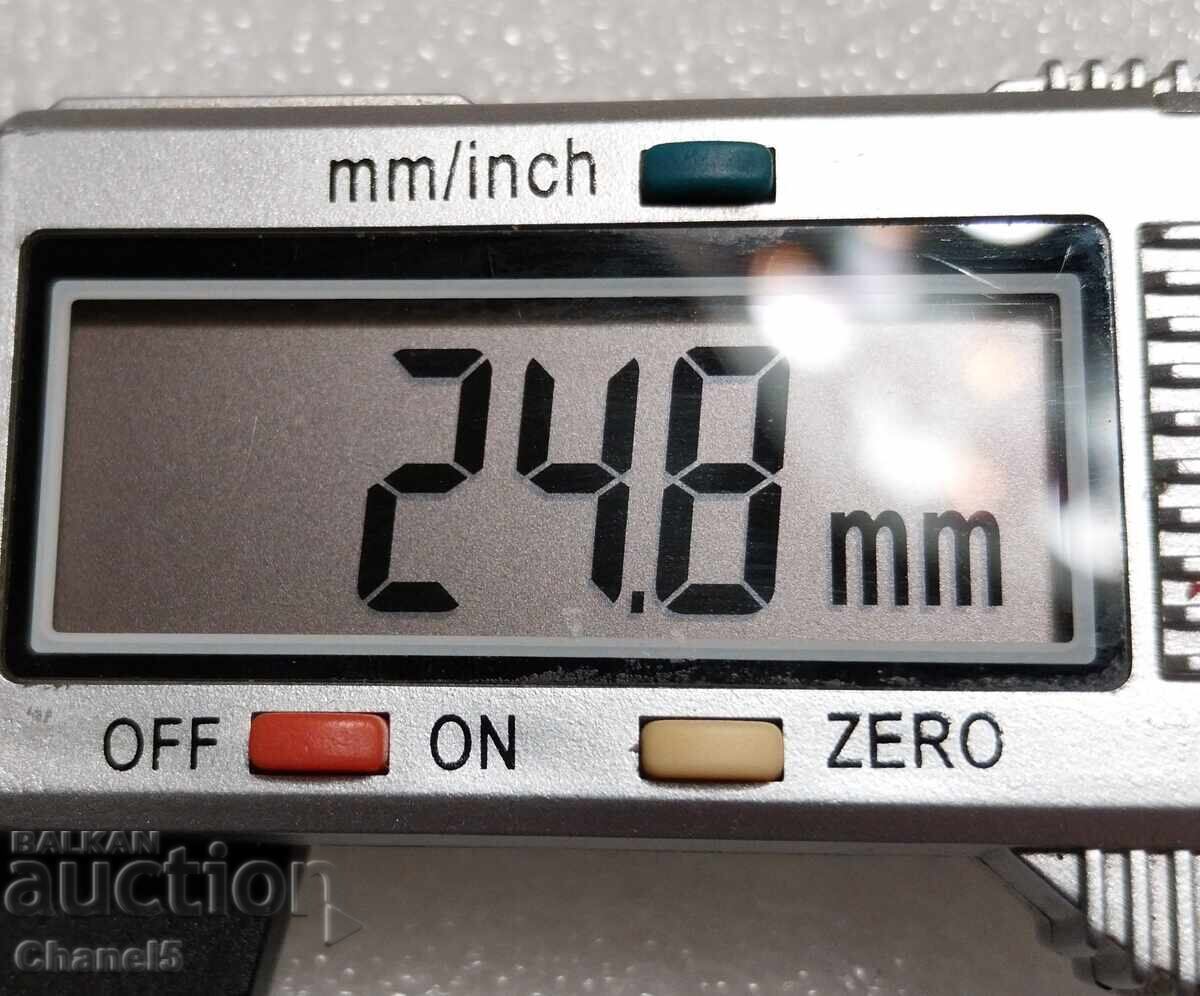 mm/inch
24.8 mm
OFF ON ZERO
BALKAN
auction
Chanel5